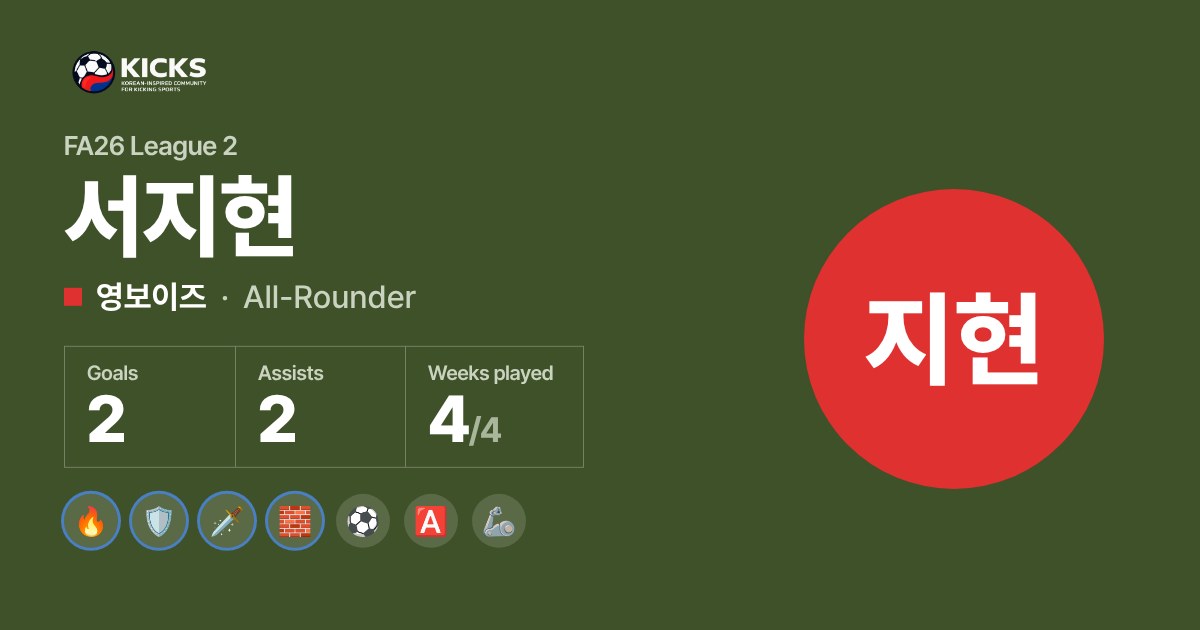 KICKS
KOREAN-INSPIRED COMMUNITY
FOR KICKING SPORTS
FA26 League 2
서지현
영보이즈 · All-Rounder
Goals
2
Assists
2
Weeks played
4/4
🅰
지현